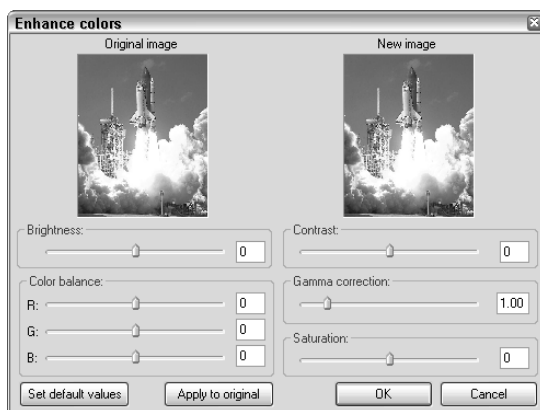 Enhance colors
Original image
New image
Brightness:
0
Contrast:
0
Color balance:
R:
0
G:
0
B:
0
Gamma correction:
1.00
Saturation:
0
Set default values
Apply to original
OK
Cancel